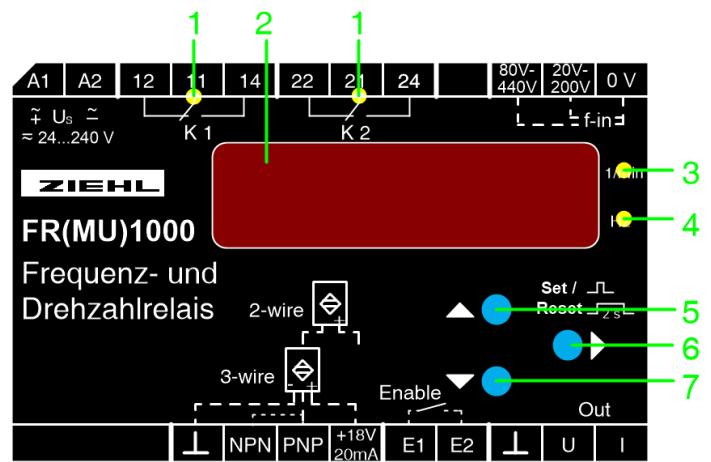 1 2 1
A1 A2 12 11 14 22 21 24 80V-440V 20V-200V 0 V
K 1 K 2 f-in
Us
≈ 24...240 V
ZIEHL
1/min 3
Hz 4
FR(MU)1000
Frequenz- und
Drehzahlrelais
2-wire
Set /
Reset 2 s
5
6
3-wire
7
Enable
Out
⊥ NPN PNP +18V 20mA E1 E2 ⊥ U I